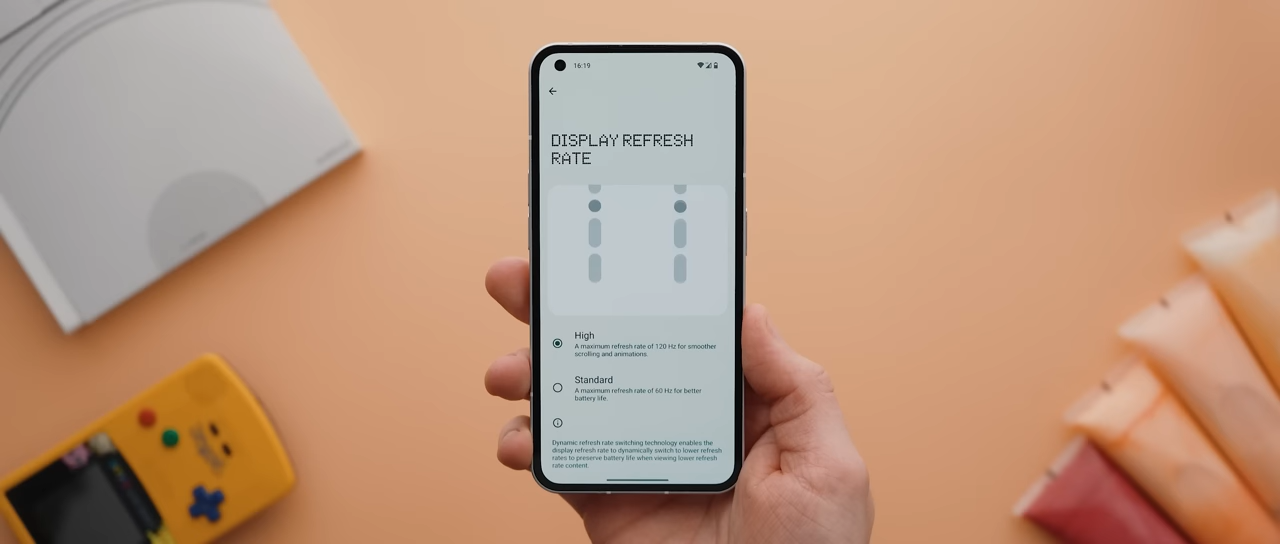 16:19
DISPLAY REFRESH
RATE
High
A maximum refresh rate of 120 Hz for smoother
scrolling and animations.
Standard
A maximum refresh rate of 60 Hz for better
battery life.
Dynamic refresh rate switching technology enables the
display refresh rate to dynamically switch to lower refresh
rates to preserve battery life when viewing lower refresh
rate content.